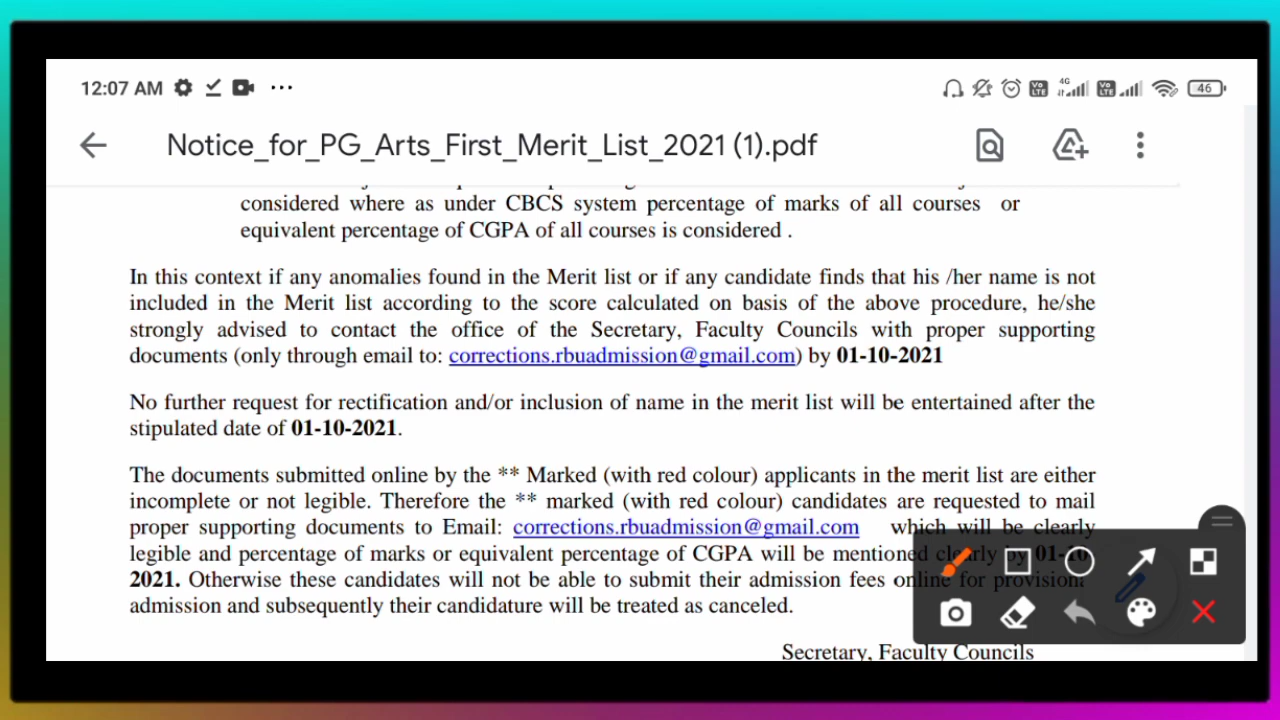 12:07 AM ...
4G Vo LTE Vo LTE 46
Notice_for_PG_Arts_First_Merit_List_2021 (1).pdf
considered where as under CBCS system percentage of marks of all courses or
equivalent percentage of CGPA of all courses is considered .
In this context if any anomalies found in the Merit list or if any candidate finds that his /her name is not
included in the Merit list according to the score calculated on basis of the above procedure, he/she
strongly advised to contact the office of the Secretary, Faculty Councils with proper supporting
documents (only through email to: corrections.rbuadmission@gmail.com) by 01-10-2021
No further request for rectification and/or inclusion of name in the merit list will be entertained after the
stipulated date of 01-10-2021.
The documents submitted online by the ** Marked (with red colour) applicants in the merit list are either
incomplete or not legible. Therefore the ** marked (with red colour) candidates are requested to mail
proper supporting documents to Email: corrections.rbuadmission@gmail.com which will be clearly
legible and percentage of marks or equivalent percentage of CGPA will be mentioned clearly by 01-10
2021. Otherwise these candidates will not be able to submit their admission fees online for provisional
admission and subsequently their candidature will be treated as canceled.
Secretary, Faculty Councils